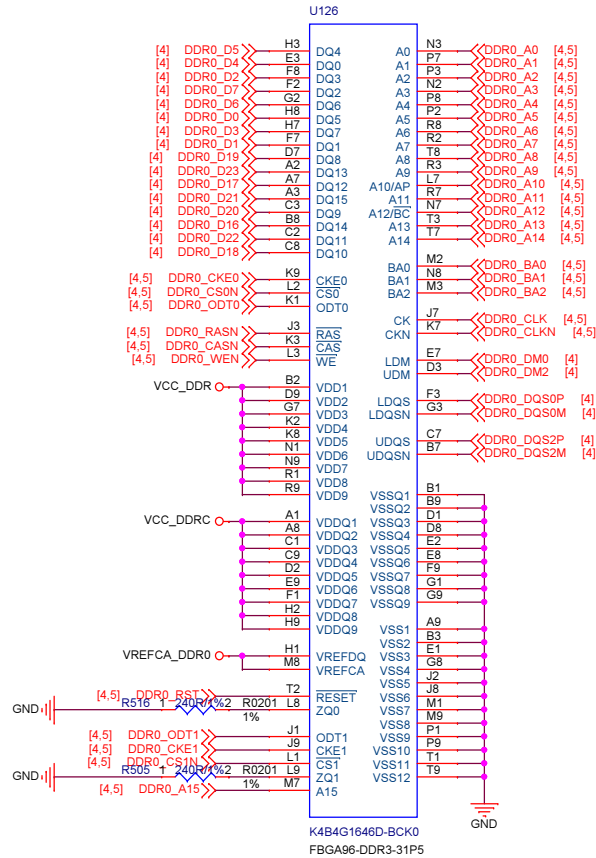 U126
[4] DDR0_D5 H3 DQ4 A0 N3 DDR0_A0 [4,5]
[4] DDR0_D4 E3 DQ0 A1 P7 DDR0_A1 [4,5]
[4] DDR0_D2 F8 DQ3 A2 P3 DDR0_A2 [4,5]
[4] DDR0_D7 F2 DQ2 A3 N2 DDR0_A3 [4,5]
[4] DDR0_D6 G2 DQ6 A4 P8 DDR0_A4 [4,5]
[4] DDR0_D0 H8 DQ5 A5 P2 DDR0_A5 [4,5]
[4] DDR0_D3 H7 DQ7 A6 R8 DDR0_A6 [4,5]
[4] DDR0_D1 F7 DQ1 A7 R2 DDR0_A7 [4,5]
[4] DDR0_D19 D7 DQ8 A8 T8 DDR0_A8 [4,5]
[4] DDR0_D23 A2 DQ13 A9 R3 DDR0_A9 [4,5]
[4] DDR0_D17 A7 DQ12 A10/AP L7 DDR0_A10 [4,5]
[4] DDR0_D21 A3 DQ15 A11 R7 DDR0_A11 [4,5]
[4] DDR0_D20 C3 DQ9 A12/BC N7 DDR0_A12 [4,5]
[4] DDR0_D16 B8 DQ14 A13 T3 DDR0_A13 [4,5]
[4] DDR0_D22 C2 DQ11 A14 T7 DDR0_A14 [4,5]
[4] DDR0_D18 C8 DQ10
BA0 M2 DDR0_BA0 [4,5]
[4,5] DDR0_CKE0 K9 CKE0 BA1 N8 DDR0_BA1 [4,5]
[4,5] DDR0_CS0N L2 CS0 BA2 M3 DDR0_BA2 [4,5]
[4,5] DDR0_ODT0 K1 ODT0
CK J7 DDR0_CLK [4,5]
[4,5] DDR0_RASN J3 RAS CKN K7 DDR0_CLKN [4,5]
[4,5] DDR0_CASN K3 CAS
[4,5] DDR0_WEN L3 WE LDM E7 DDR0_DM0 [4]
UDM D3 DDR0_DM2 [4]
VCC_DDR B2 VDD1
D9 VDD2 LDQS F3 DDR0_DQS0P [4]
G7 VDD3 LDQSN G3 DDR0_DQS0M [4]
K2 VDD4
K8 VDD5 UDQS C7 DDR0_DQS2P [4]
N1 VDD6 UDQSN B7 DDR0_DQS2M [4]
N9 VDD7
R1 VDD8
R9 VDD9 VSSQ1 B1
VSSQ2 B9
VCC_DDRC A1 VDDQ1 VSSQ3 D1
A8 VDDQ2 VSSQ4 D8
C1 VDDQ3 VSSQ5 E2
C9 VDDQ4 VSSQ6 E8
D2 VDDQ5 VSSQ7 F9
E9 VDDQ6 VSSQ8 G1
F1 VDDQ7 VSSQ9 G9
H2 VDDQ8
H9 VDDQ9 VSS1 A9
VSS2 B3
VREFCA_DDR0 H1 VREFDQ VSS3 E1
M8 VREFCA VSS4 G8
VSS5 J2
[4,5] DDR0_RST T2 RESET VSS6 J8
GND R516 1 240R/1% 2 R0201 L8 ZQ0 VSS7 M1
1% VSS8 M9
[4,5] DDR0_ODT1 J1 ODT1 VSS9 P1
[4,5] DDR0_CKE1 J9 CKE1 VSS10 P9
[4,5] DDR0_CS1N L1 CS1 VSS11 T1
GND R505 1 240R/1% 2 R0201 L9 ZQ1 VSS12 T9
1%
[4,5] DDR0_A15 M7 A15
GND
K4B4G1646D-BCK0
FBGA96-DDR3-31P5